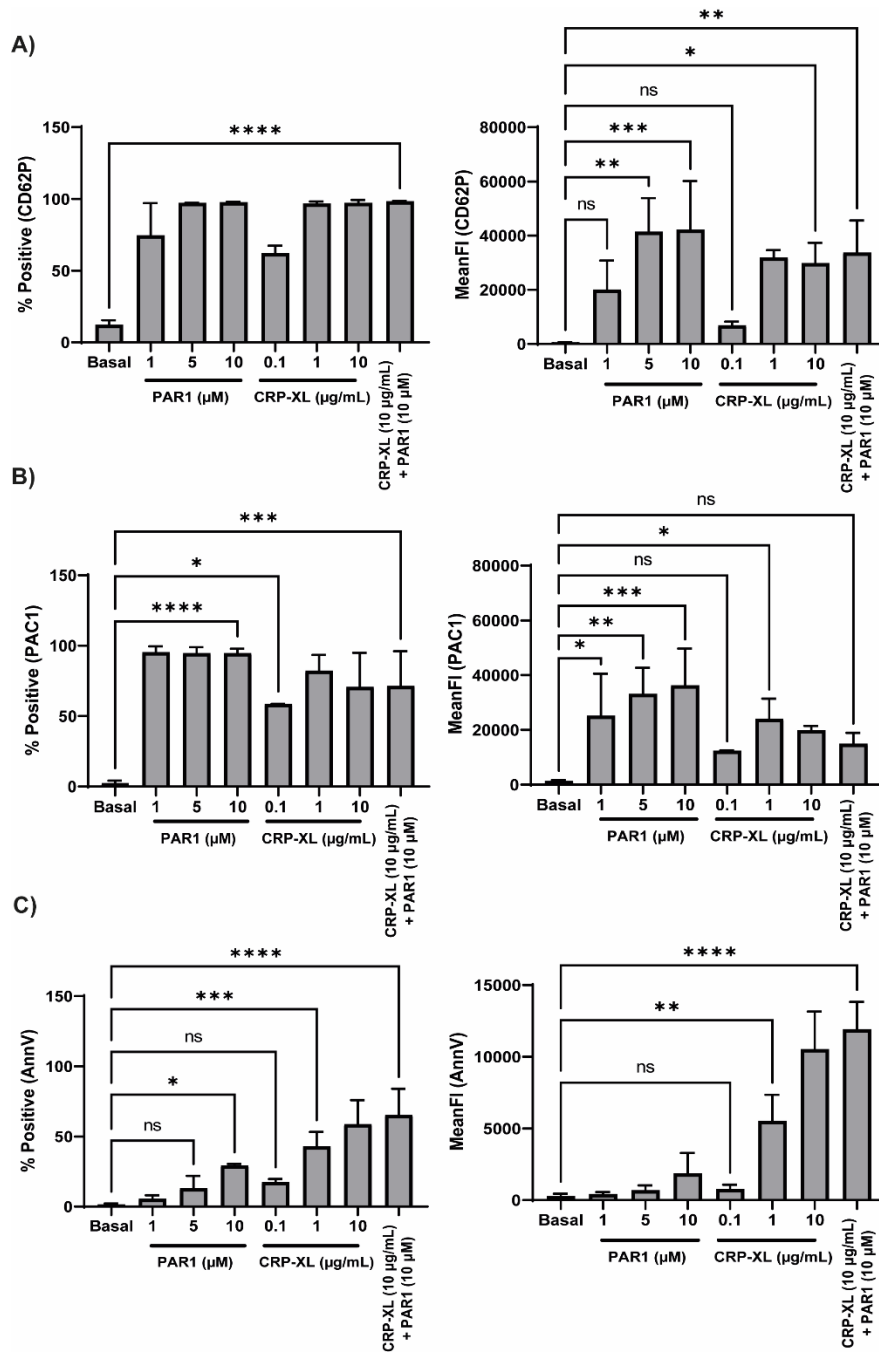 A)
% Positive (CD62P)
150
100
50
0
****
Basal
1
5
10
0.1
1
10
PAR1 (µM)
CRP-XL (µg/mL)
CRP-XL (10 µg/mL)
+ PAR1 (10 µM)
MeanFI (CD62P)
80000
60000
40000
20000
0
**
*
ns
***
**
ns
Basal
1
5
10
0.1
1
10
PAR1 (µM)
CRP-XL (µg/mL)
CRP-XL (10 µg/mL)
+ PAR1 (10 µM)
B)
% Positive (PAC1)
150
100
50
0
***
*
****
Basal
1
5
10
0.1
1
10
PAR1 (µM)
CRP-XL (µg/mL)
CRP-XL (10 µg/mL)
+ PAR1 (10 µM)
MeanFI (PAC1)
80000
60000
40000
20000
0
ns
*
ns
***
**
*
Basal
1
5
10
0.1
1
10
PAR1 (µM)
CRP-XL (µg/mL)
CRP-XL (10 µg/mL)
+ PAR1 (10 µM)
C)
% Positive (AnnV)
150
100
50
0
****
***
ns
*
ns
Basal
1
5
10
0.1
1
10
PAR1 (µM)
CRP-XL (µg/mL)
CRP-XL (10 µg/mL)
+ PAR1 (10 µM)
MeanFI (AnnV)
15000
10000
5000
0
****
**
ns
Basal
1
5
10
0.1
1
10
PAR1 (µM)
CRP-XL (µg/mL)
CRP-XL (10 µg/mL)
+ PAR1 (10 µM)